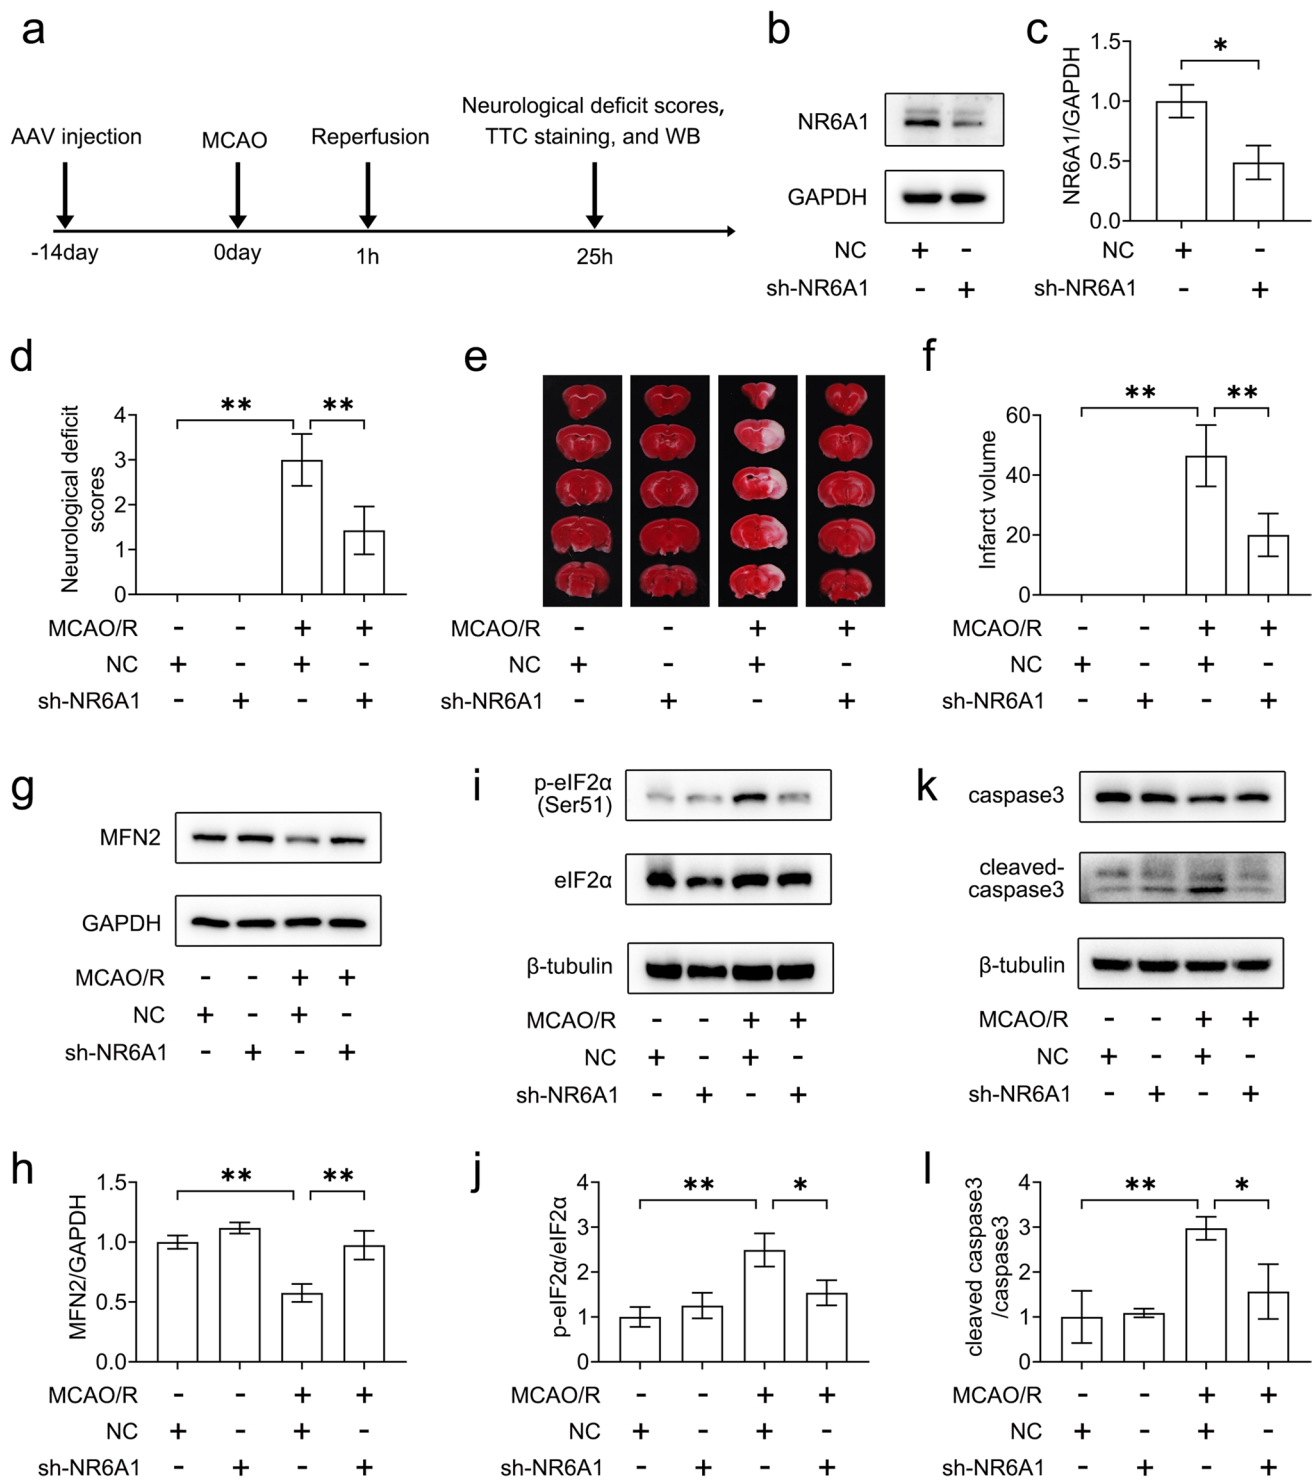 a
AAV injection
MCAO
Reperfusion
Neurological deficit scores,
TTC staining, and WB
-14day
0day
1h
25h
b
NR6A1
GAPDH
NC + -
sh-NR6A1 - +
c
NR6A1/GAPDH
1.5
1.0
0.5
0.0
*
NC + -
sh-NR6A1 - +
d
Neurological deficit
scores
4
3
2
1
0
** **
MCAO/R - - + +
NC + - + -
sh-NR6A1 - + - +
e
MCAO/R - - + +
NC + - + -
sh-NR6A1 - + - +
f
Infarct volume
60
40
20
0
** **
MCAO/R - - + +
NC + - + -
sh-NR6A1 - + - +
g
MFN2
GAPDH
MCAO/R - - + +
NC + - + -
sh-NR6A1 - + - +
i
p-eIF2α
(Ser51)
eIF2α
β-tubulin
MCAO/R - - + +
NC + - + -
sh-NR6A1 - + - +
k
caspase3
cleaved-
caspase3
β-tubulin
MCAO/R - - + +
NC + - + -
sh-NR6A1 - + - +
h
MFN2/GAPDH
1.5
1.0
0.5
0.0
** **
MCAO/R - - + +
NC + - + -
sh-NR6A1 - + - +
j
p-eIF2α/eIF2α
4
3
2
1
0
** *
MCAO/R - - + +
NC + - + -
sh-NR6A1 - + - +
l
cleaved caspase3
/caspase3
4
3
2
1
0
** *
MCAO/R - - + +
NC + - + -
sh-NR6A1 - + - +